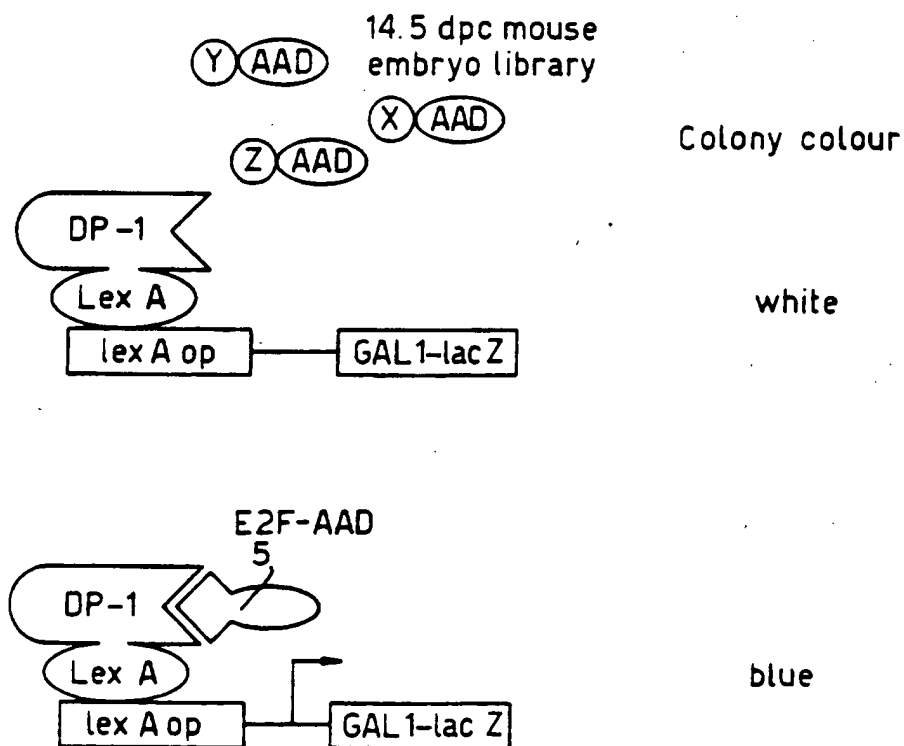 14.5 dpc mouse
Y AAD embryo library
X AAD
Colony colour
Z AAD
DP-1
Lex A
white
lex A op
GAL1-lac Z
E2F-AAD
5
DP-1
Lex A
blue
lex A op
GAL1-lac Z